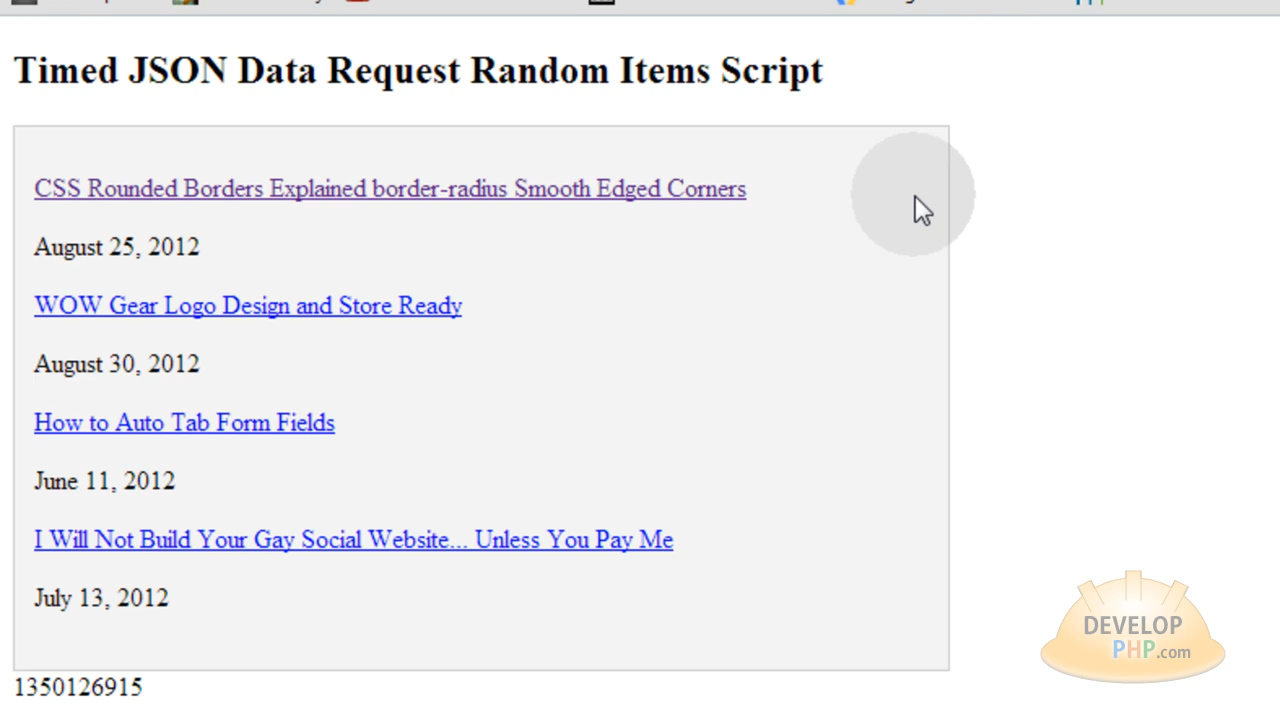 Timed JSON Data Request Random Items Script
CSS Rounded Borders Explained border-radius Smooth Edged Corners
August 25, 2012
WOW Gear Logo Design and Store Ready
August 30, 2012
How to Auto Tab Form Fields
June 11, 2012
I Will Not Build Your Gay Social Website... Unless You Pay Me
July 13, 2012
1350126915
DEVELOP
PHP.com